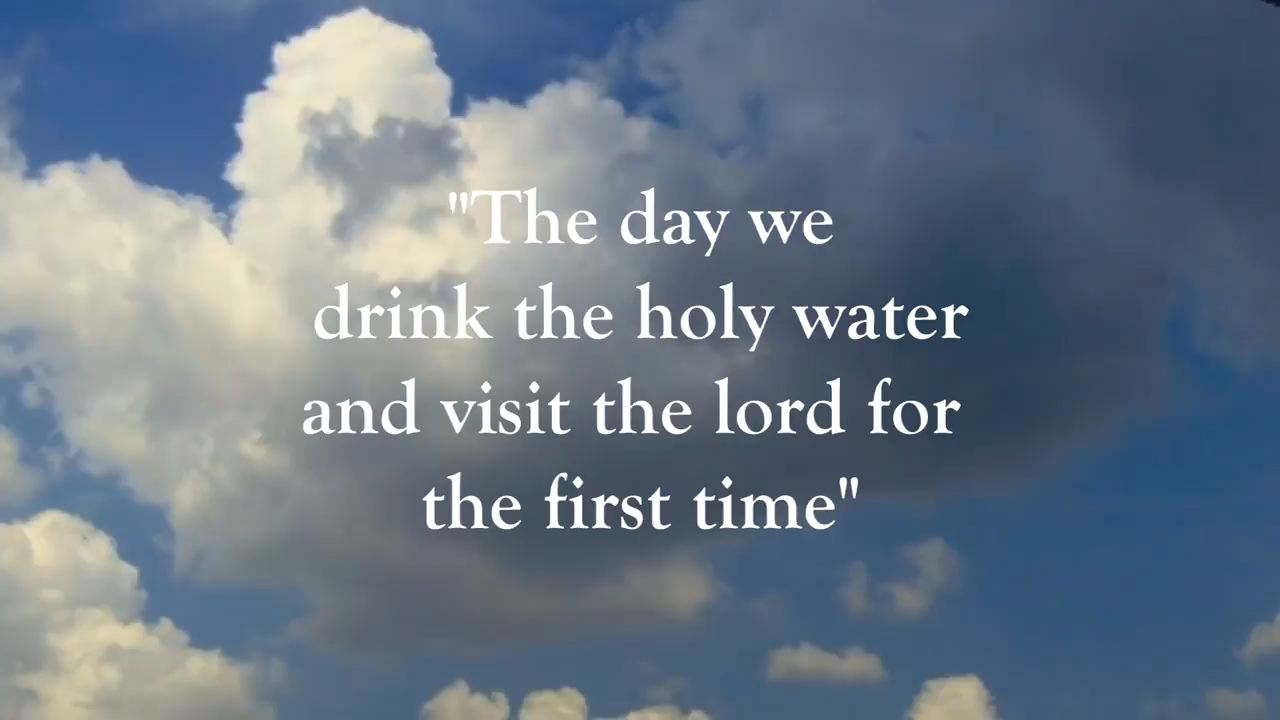 "The day we
drink the holy water
and visit the lord for
the first time"